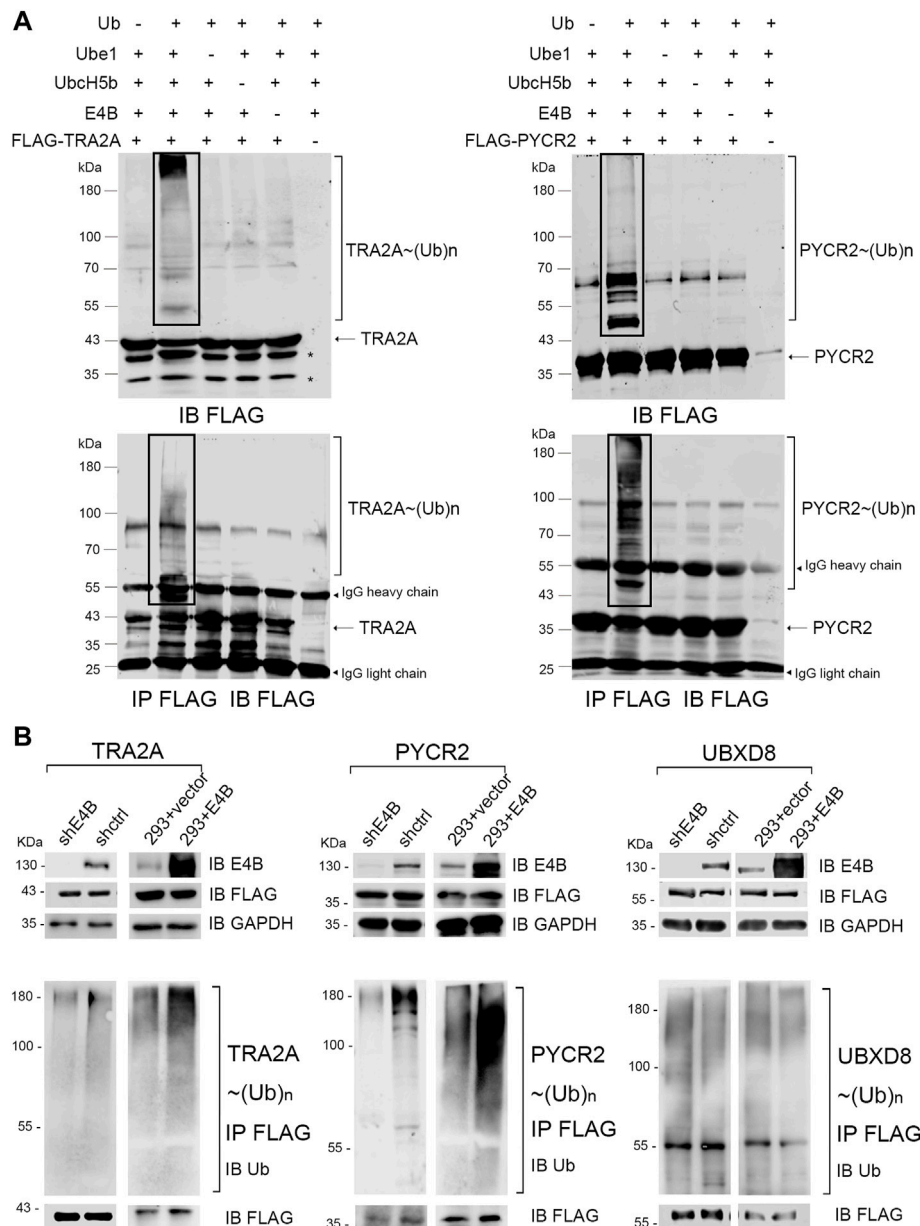 A
Ub - + + + + +
Ube1 + + - + + +
UbcH5b + + + - + +
E4B + + + + - +
FLAG-TRA2A + + + + + -
kDa
180
100
70
55
43
35
TRA2A~(Ub)n
TRA2A
*
*
IB FLAG
Ub - + + + + +
Ube1 + + - + + +
UbcH5b + + + - + +
E4B + + + + - +
FLAG-PYCR2 + + + + + -
kDa
180
100
70
55
43
35
PYCR2~(Ub)n
PYCR2
IB FLAG
kDa
180
100
70
55
43
35
25
TRA2A~(Ub)n
IgG heavy chain
TRA2A
IgG light chain
IP FLAG IB FLAG
kDa
180
100
55
43
35
25
PYCR2~(Ub)n
IgG heavy chain
PYCR2
IgG light chain
IP FLAG IB FLAG
B
TRA2A
shE4B
shctrl
293+vector
293+E4B
KDa
130
43
35
IB E4B
IB FLAG
IB GAPDH
180
100
55
43
TRA2A
~(Ub)n
IP FLAG
IB Ub
IB FLAG
PYCR2
shE4B
shctrl
293+vector
293+E4B
KDa
130
35
35
IB E4B
IB FLAG
IB GAPDH
180
100
55
35
PYCR2
~(Ub)n
IP FLAG
IB Ub
IB FLAG
UBXD8
shE4B
shctrl
293+ector
293+E4B
KDa
130
55
35
IB E4B
IB FLAG
IB GAPDH
180
100
55
55
UBXD8
~(Ub)n
IP FLAG
IB Ub
IB FLAG